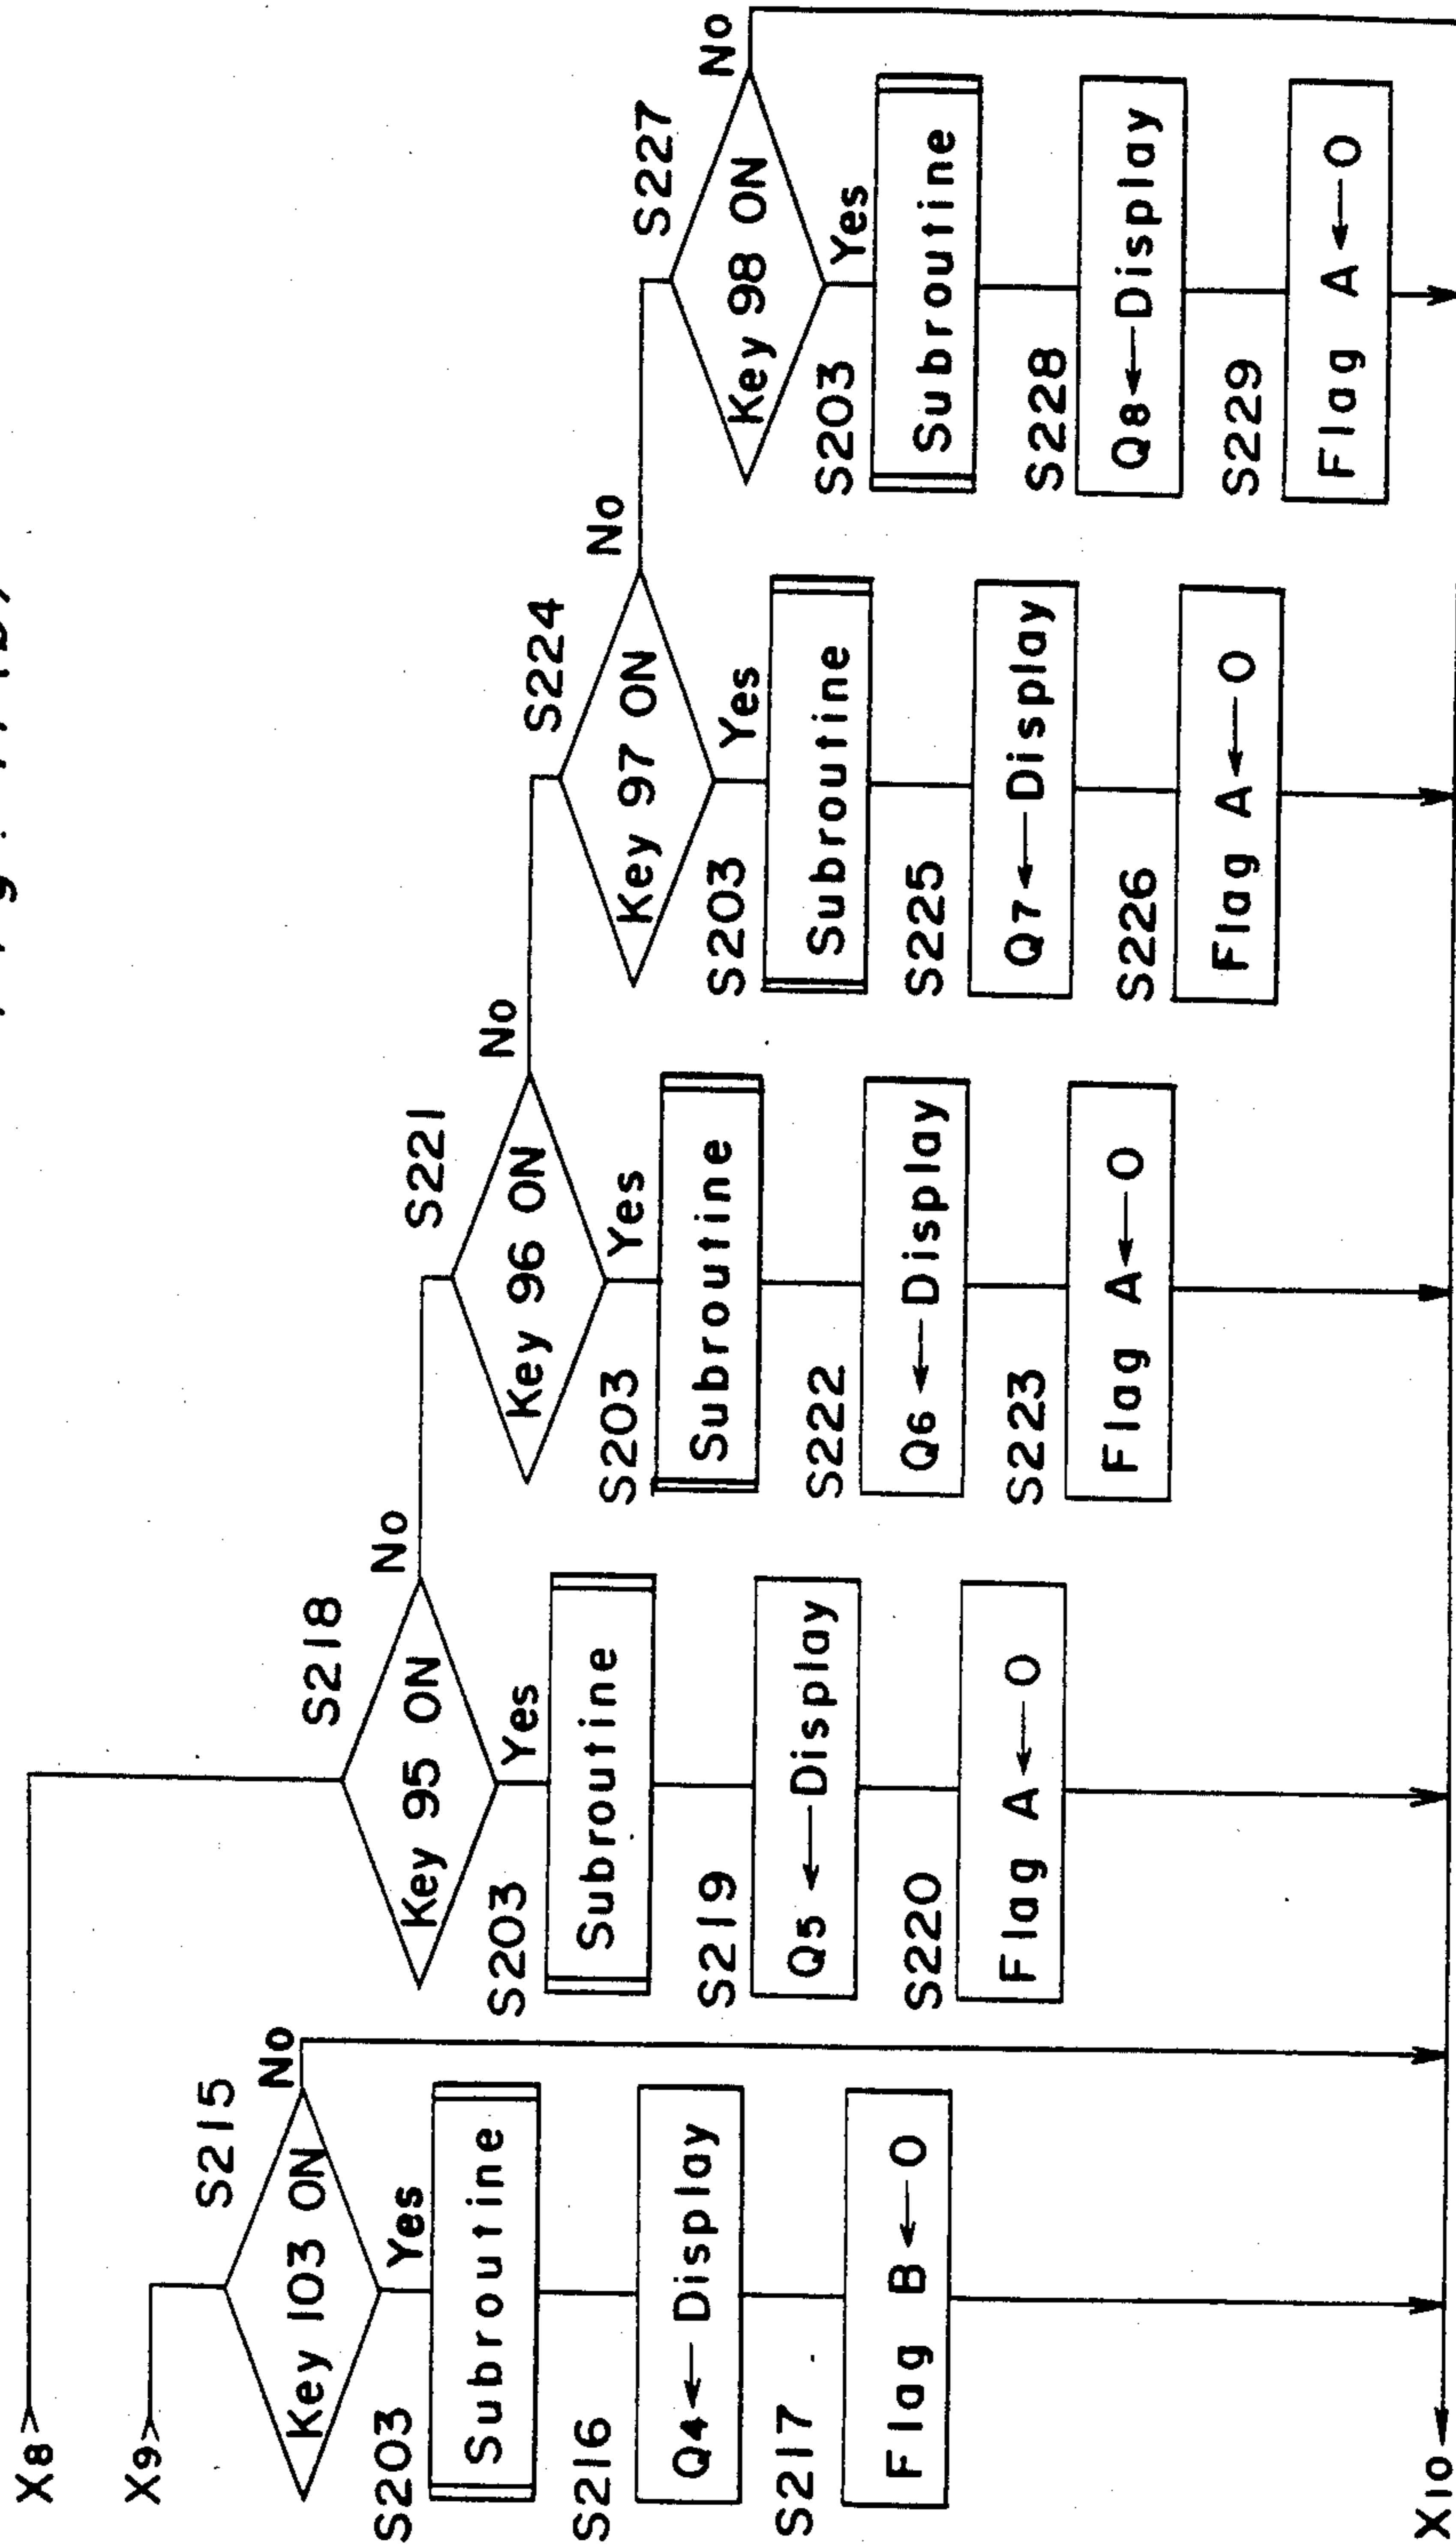 X8
X9
S215
Key 103 ON
No
Yes
S203
Subroutine
S216
Q4 ← Display
S217
Flag B ← 0
S218
Key 95 ON
No
Yes
S203
Subroutine
S219
Q5 ← Display
S220
Flag A ← 0
S221
Key 96 ON
No
Yes
S203
Subroutine
S222
Q6 ← Display
S223
Flag A ← 0
S224
Key 97 ON
No
Yes
S203
Subroutine
S225
Q7 ← Display
S226
Flag A ← 0
S227
Key 98 ON
No
Yes
S203
Subroutine
S228
Q8 ← Display
S229
Flag A ← 0
X10